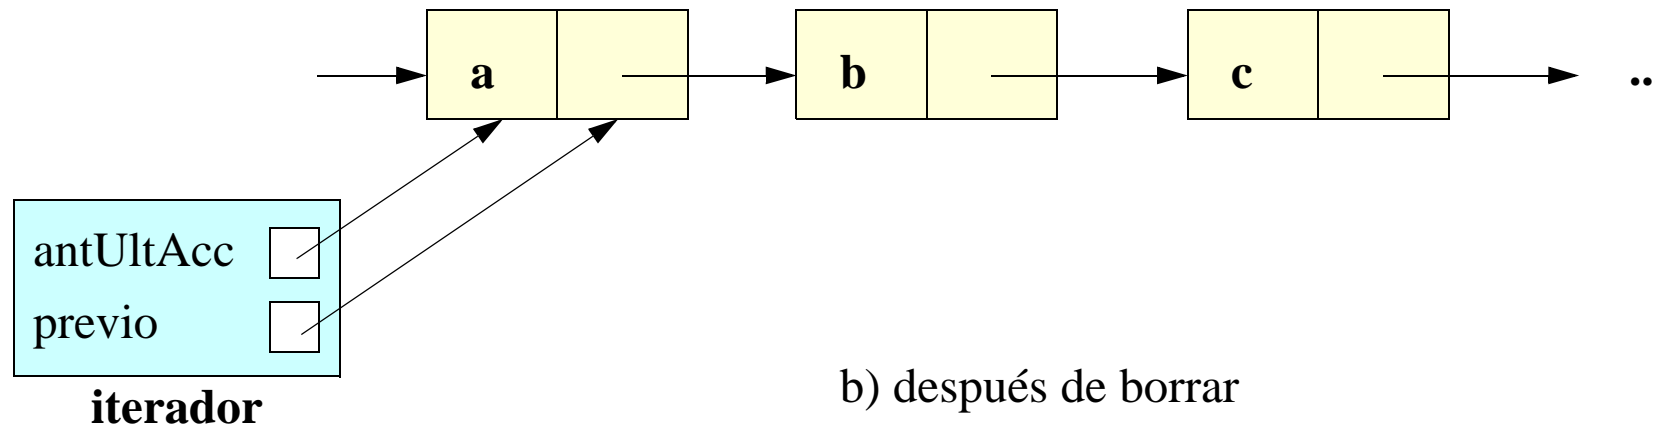 a b c ..
antUltAcc
previo
iterador
b) después de borrar